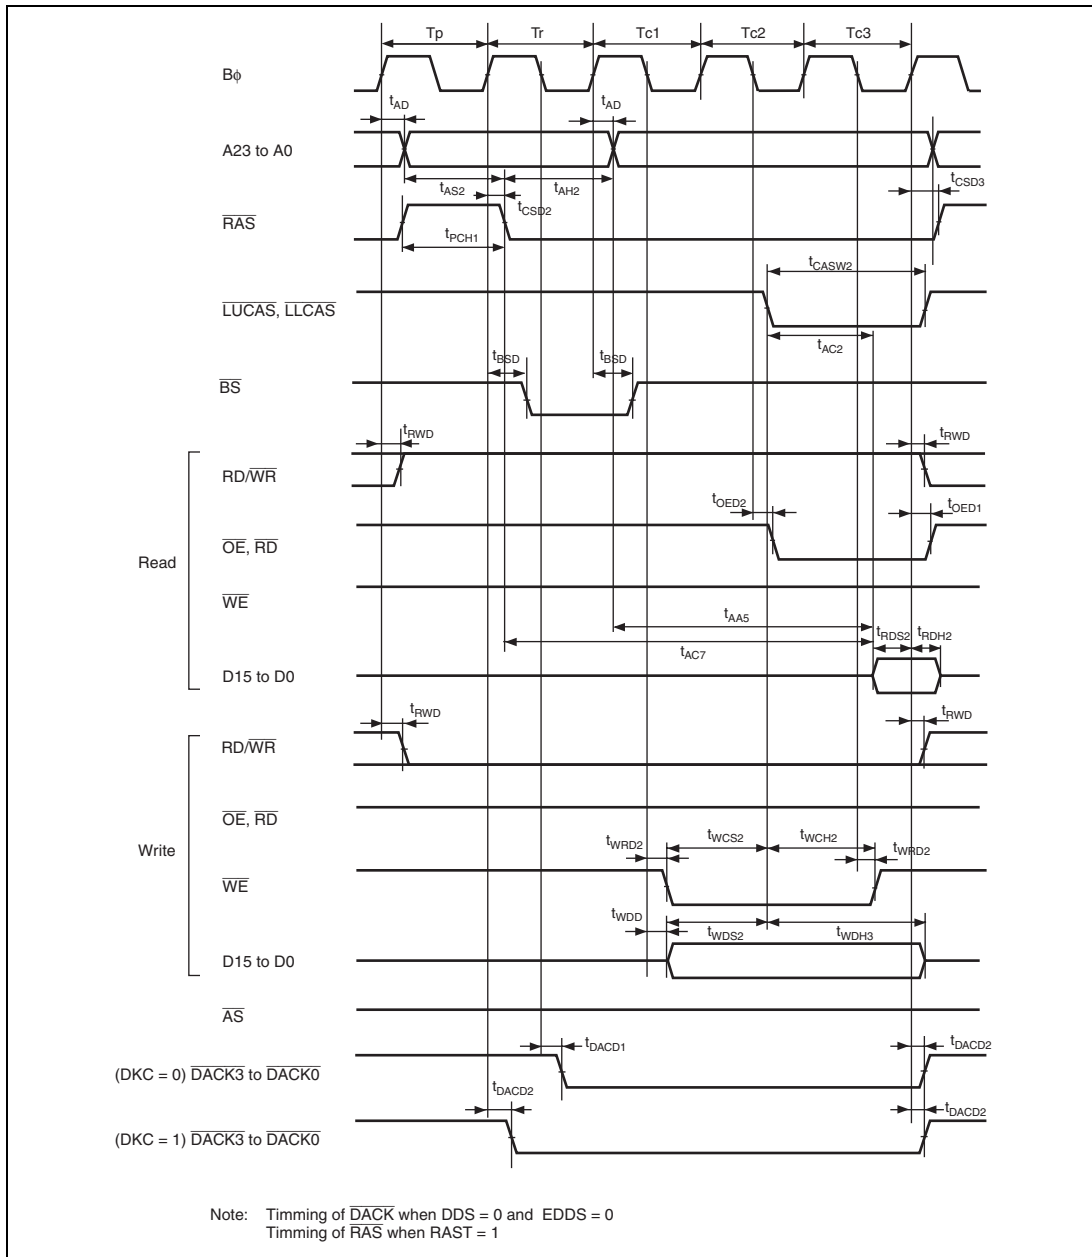 Tp Tr Tc1 Tc2 Tc3
Bϕ
tAD tAD
A23 to A0
tAS2 tAH2 tCSD3
tCSD2
RAS
tPCH1
tCASW2
LUCAS, LLCAS
tAC2
tBSD tBSD
BS
tRWD tRWD
RD/WR
tOED2 tOED1
OE, RD
Read
WE
tAA5
tRDS2 tRDH2
tAC7
D15 to D0
tRWD tRWD
RD/WR
OE, RD
Write
tWCS2 tWCH2
tWRD2 tWRD2
WE
tWDD
tWDS2 tWDH3
D15 to D0
AS
tDACD1 tDACD2
(DKC = 0) DACK3 to DACK0
tDACD2 tDACD2
(DKC = 1) DACK3 to DACK0
Note: Timming of DACK when DDS = 0 and EDDS = 0
Timming of RAS when RAST = 1